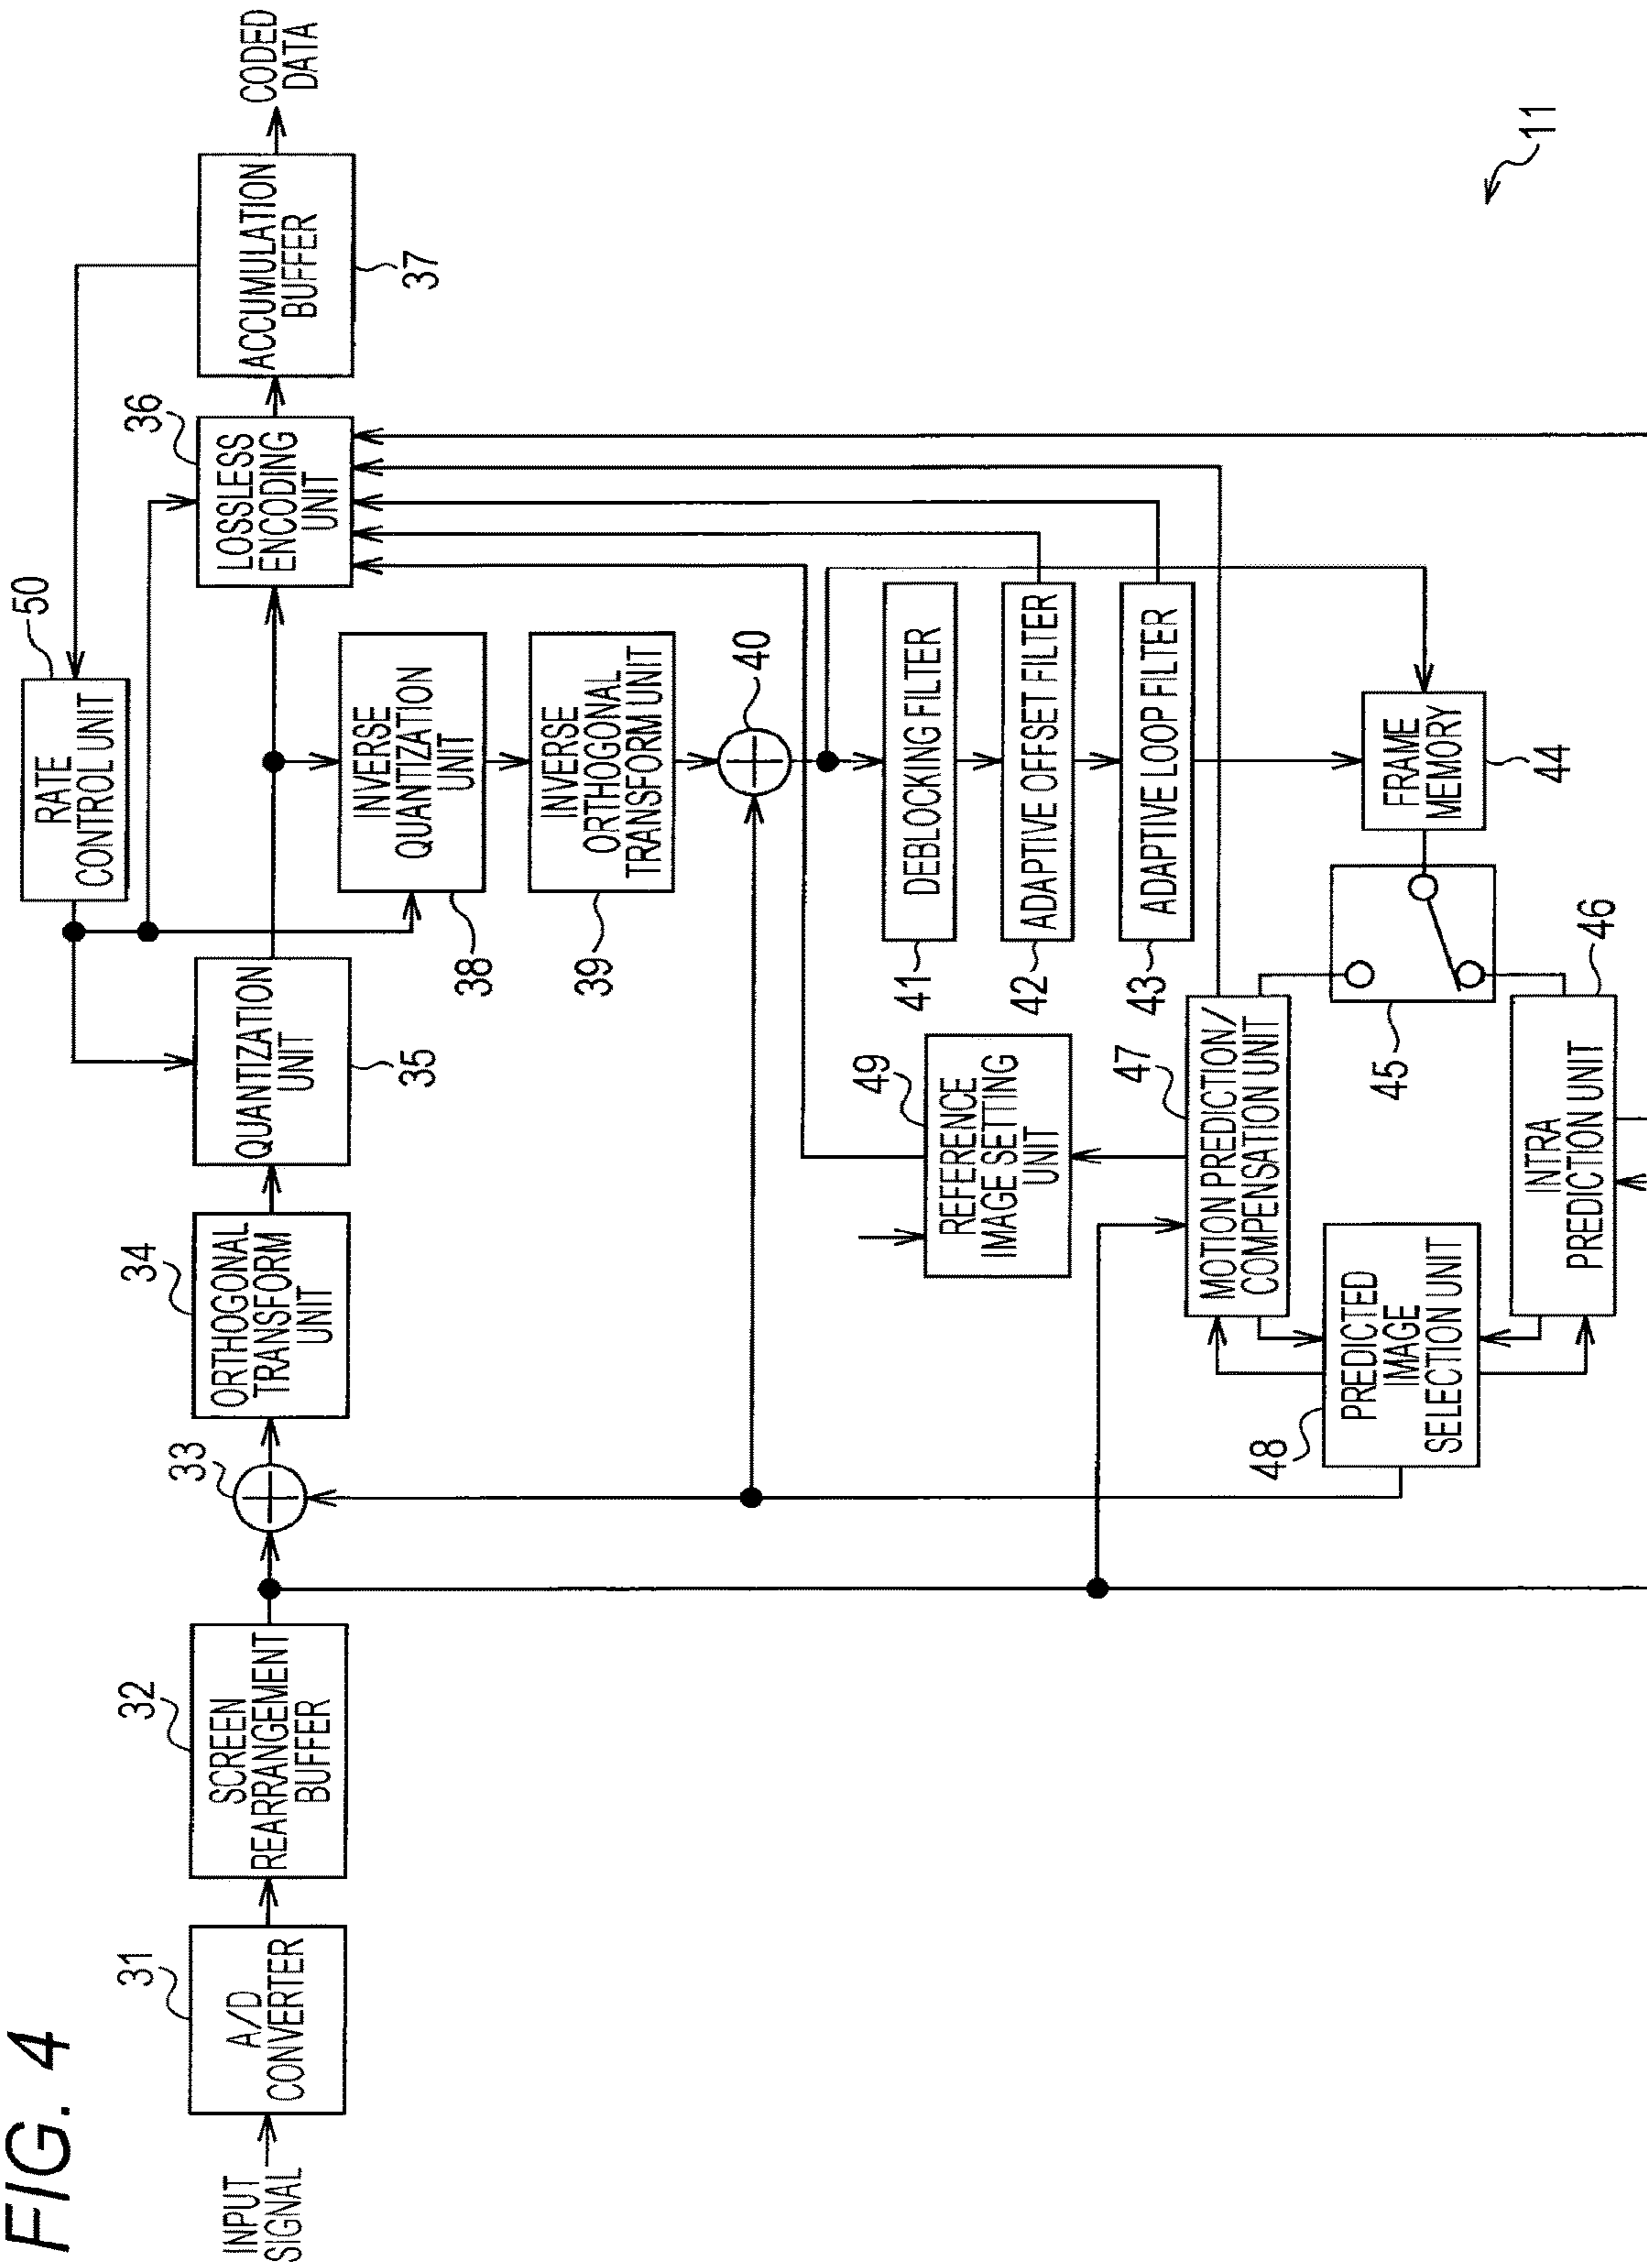 FIG. 4
INPUT
SIGNAL
31
A/D
CONVERTER
32
SCREEN
REARRANGEMENT
BUFFER
33
34
ORTHOGONAL
TRANSFORM
UNIT
QUANTIZATION
UNIT
35
50
RATE
CONTROL UNIT
36
LOSSLESS
ENCODING
UNIT
ACCUMULATION
BUFFER
37
CODED
DATA
INVERSE
QUANTIZATION
UNIT
38
INVERSE
ORTHOGONAL
TRANSFORM UNIT
39
40
DEBLOCKING FILTER
41
ADAPTIVE OFFSET FILTER
42
ADAPTIVE LOOP FILTER
43
FRAME
MEMORY
44
45
46
INTRA
PREDICTION UNIT
47
MOTION PREDICTION/
COMPENSATION UNIT
48
PREDICTED
IMAGE
SELECTION UNIT
49
REFERENCE
IMAGE SETTING
UNIT
11